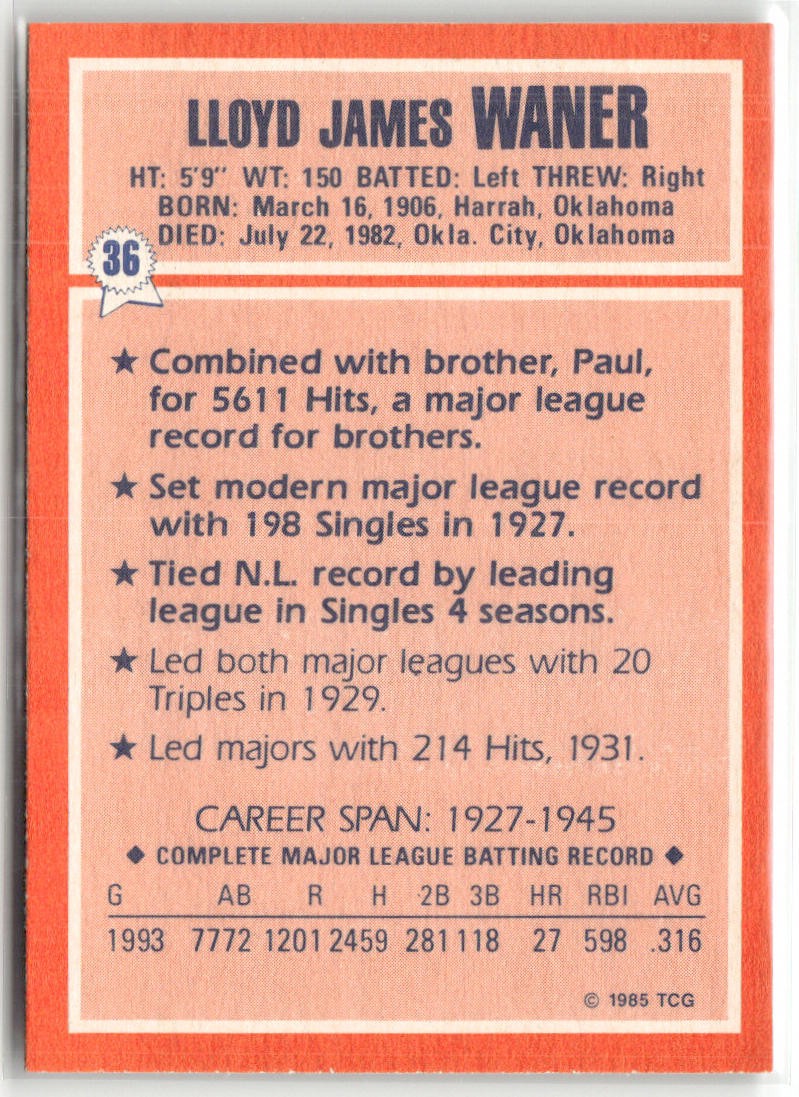 LLOYD JAMES WANER
HT: 5'9" WT: 150 BATTED: Left THREW: Right
BORN: March 16, 1906, Harrah, Oklahoma
DIED: July 22, 1982, Okla. City, Oklahoma
36
★ Combined with brother, Paul,
for 5611 Hits, a major league
record for brothers.
★ Set modern major league record
with 198 Singles in 1927.
★ Tied N.L. record by leading
league in Singles 4 seasons.
★ Led both major leagues with 20
Triples in 1929.
★ Led majors with 214 Hits, 1931.
CAREER SPAN: 1927-1945
◆ COMPLETE MAJOR LEAGUE BATTING RECORD ◆
G AB R H 2B 3B HR RBI AVG
1993 7772 1201 2459 281 118 27 598 .316
© 1985 TCG